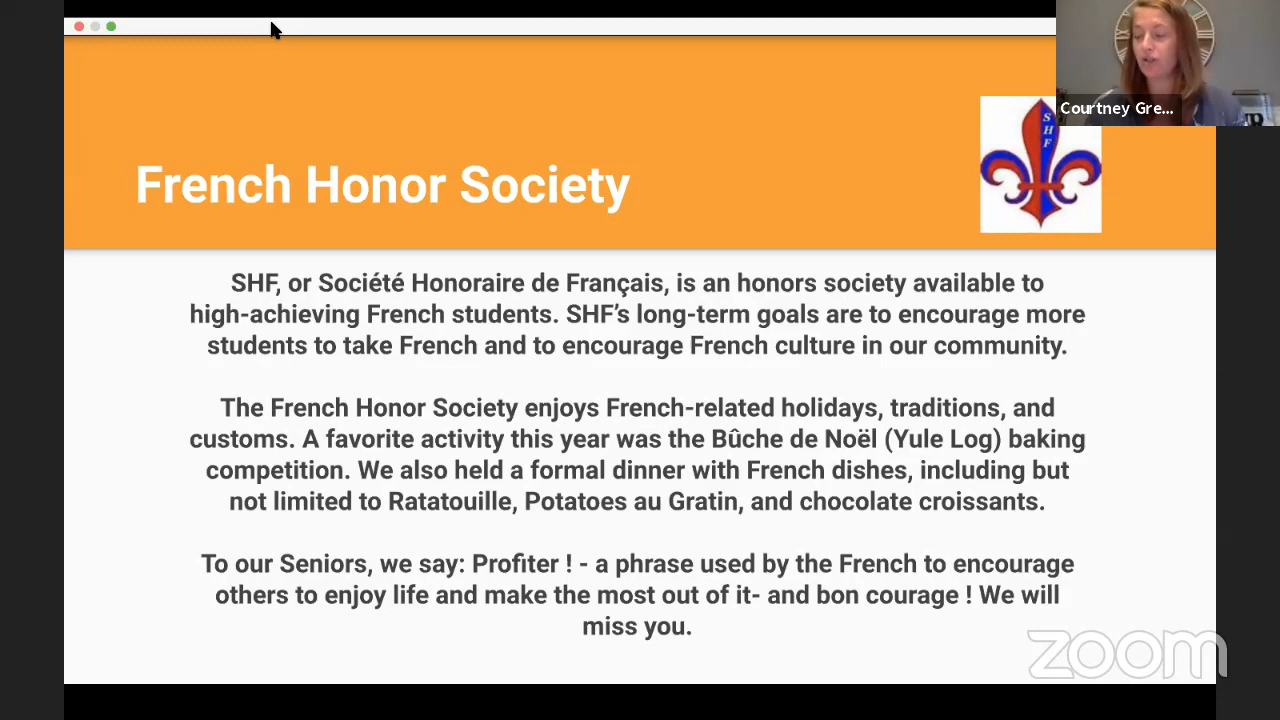 Courtney Gre...
SHF
French Honor Society
SHF, or Société Honoraire de Français, is an honors society available to
high-achieving French students. SHF’s long-term goals are to encourage more
students to take French and to encourage French culture in our community.
The French Honor Society enjoys French-related holidays, traditions, and
customs. A favorite activity this year was the Bûche de Noël (Yule Log) baking
competition. We also held a formal dinner with French dishes, including but
not limited to Ratatouille, Potatoes au Gratin, and chocolate croissants.
To our Seniors, we say: Profiter ! - a phrase used by the French to encourage
others to enjoy life and make the most out of it- and bon courage ! We will
miss you.
zoom